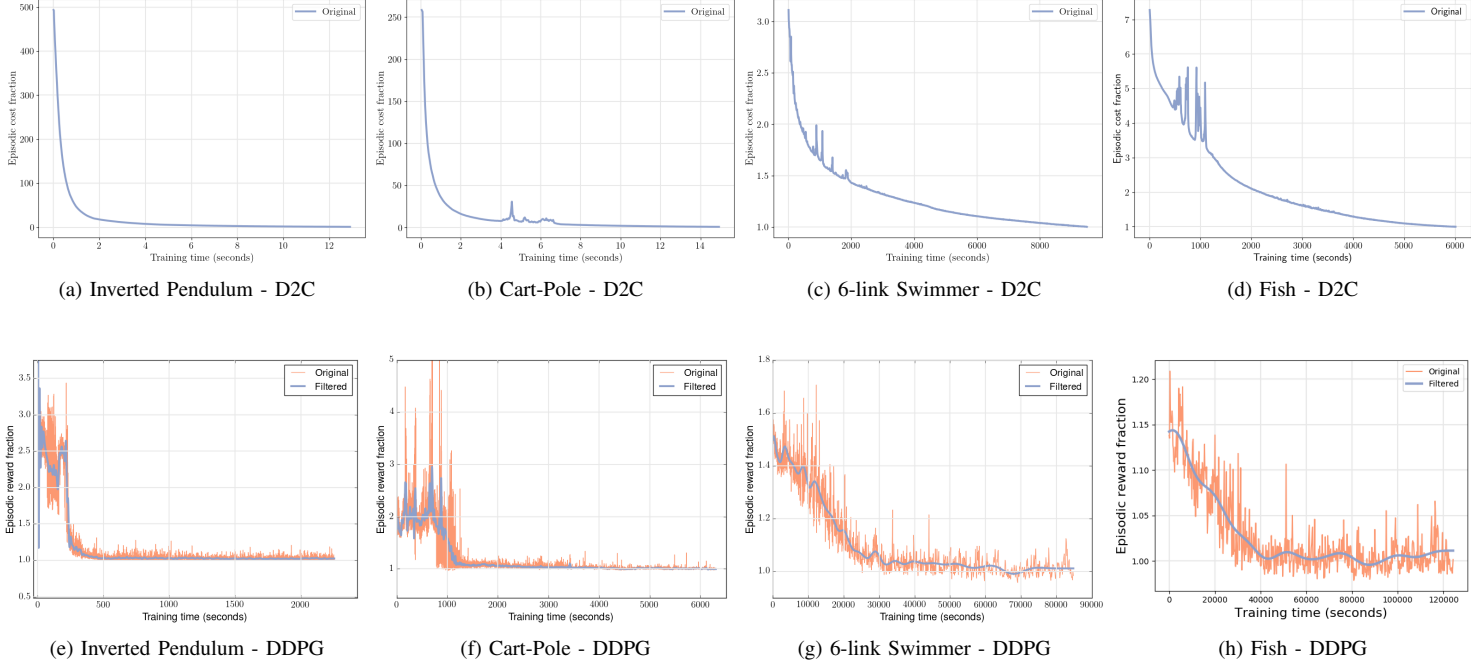 500
400
300
200
100
0
Episodic cost fraction
Original
0 2 4 6 8 10 12
Training time (seconds)
(a) Inverted Pendulum - D2C
250
200
150
100
50
0
Episodic cost fraction
Original
0 2 4 6 8 10 12 14
Training time (seconds)
(b) Cart-Pole - D2C
3.0
2.5
2.0
1.5
1.0
Episodic cost fraction
Original
0 2000 4000 6000 8000
Training time (seconds)
(c) 6-link Swimmer - D2C
7
6
5
4
3
2
1
Episodic cost fraction
Original
0 1000 2000 3000 4000 5000 6000
Training time (seconds)
(d) Fish - D2C
3.5
3.0
2.5
2.0
1.5
1.0
0.5
Episodic reward fraction
Original
Filtered
0 500 1000 1500 2000
Training time (seconds)
(e) Inverted Pendulum - DDPG
5
4
3
2
1
Episodic reward fraction
Original
Filtered
0 1000 2000 3000 4000 5000 6000
Training time (seconds)
(f) Cart-Pole - DDPG
1.8
1.6
1.4
1.2
1.0
Episodic reward fraction
Original
Filtered
0 10000 20000 30000 40000 50000 60000 70000 80000 90000
Training time (seconds)
(g) 6-link Swimmer - DDPG
1.20
1.15
1.10
1.05
1.00
Episodic reward fraction
Original
Filtered
0 20000 40000 60000 80000 100000 120000
Training time (seconds)
(h) Fish - DDPG